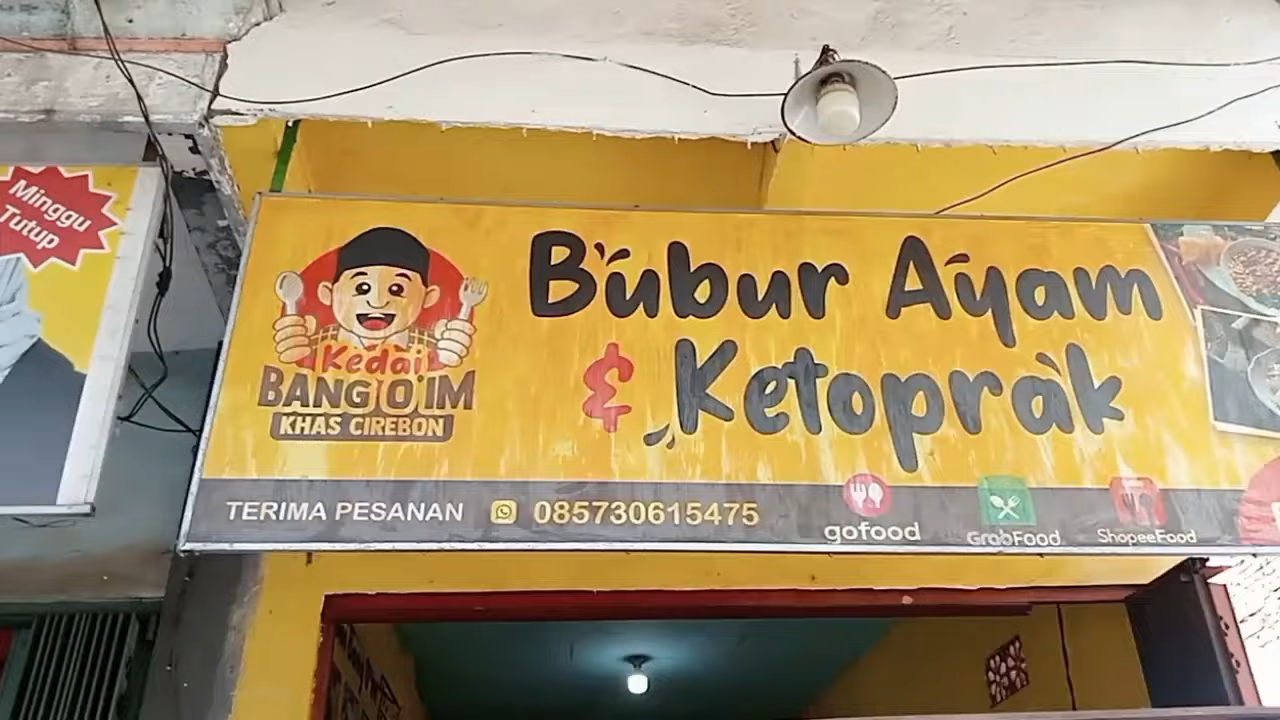 Minggu
Tutup
Bubur Ayam
& Ketoprak
Kedai
BANG O'IM
KHAS CIREBON
TERIMA PESANAN 085730615475
gofood
GrabFood
ShopeeFood